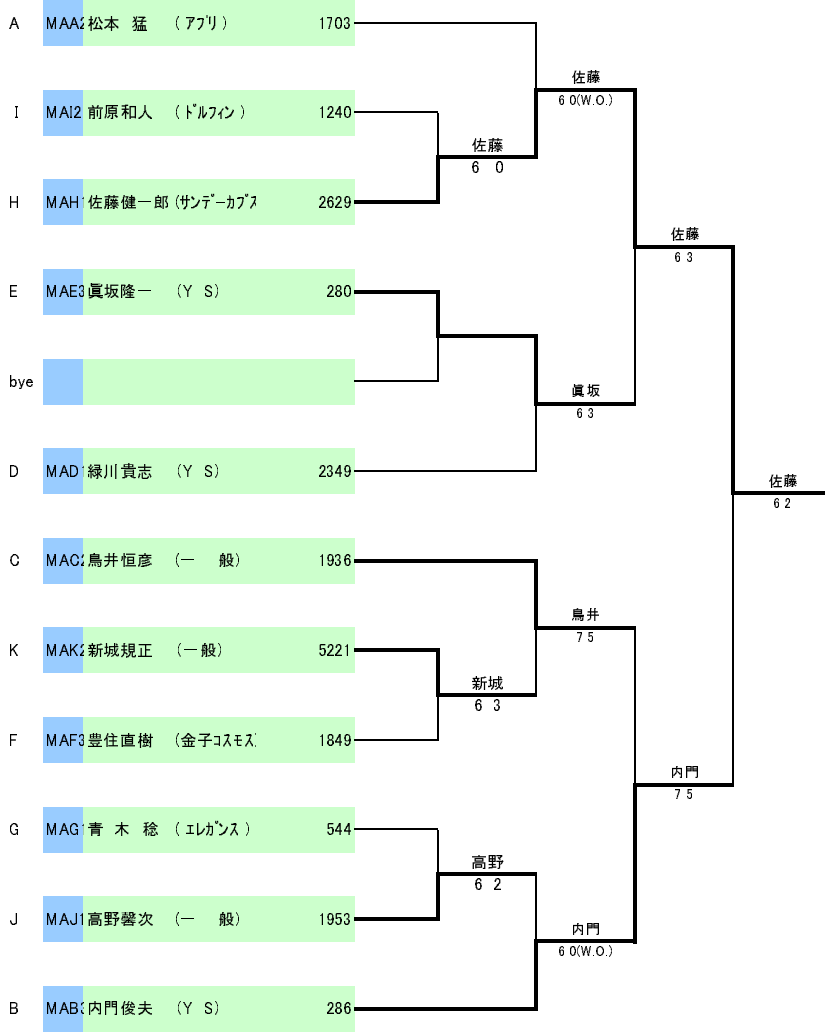 A MAA2 松本 猛 (アプリ) 1703
佐藤
6 0(W.O.)
I MAI2 前原和人 (ドルフィン) 1240
佐藤
6 0
H MAH1 佐藤健一郎 (サンデーカブス 2629
佐藤
6 3
E MAE3 眞坂隆一 (Y S) 280
bye
眞坂
6 3
D MAD1 緑川貴志 (Y S) 2349
佐藤
6 2
C MAC2 鳥井恒彦 (一 般) 1936
鳥井
7 5
K MAK2 新城規正 (一般) 5221
新城
6 3
F MAF3 豊住直樹 (金子コスモス) 1849
内門
7 5
G MAG1 青木稔 (エレガンス) 544
高野
6 2
J MAJ1 高野馨次 (一 般) 1953
内門
6 0(W.O.)
B MAB3 内門俊夫 (Y S) 286